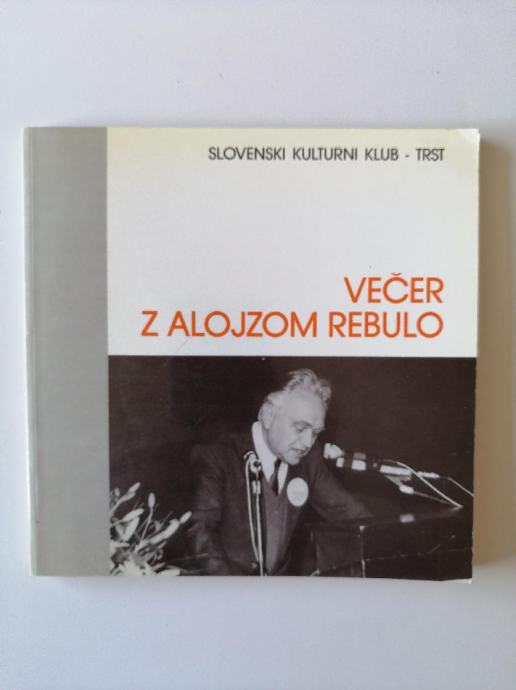 SLOVENSKI KULTURNI KLUB - TRST
VEČER
Z ALOJZOM REBULO